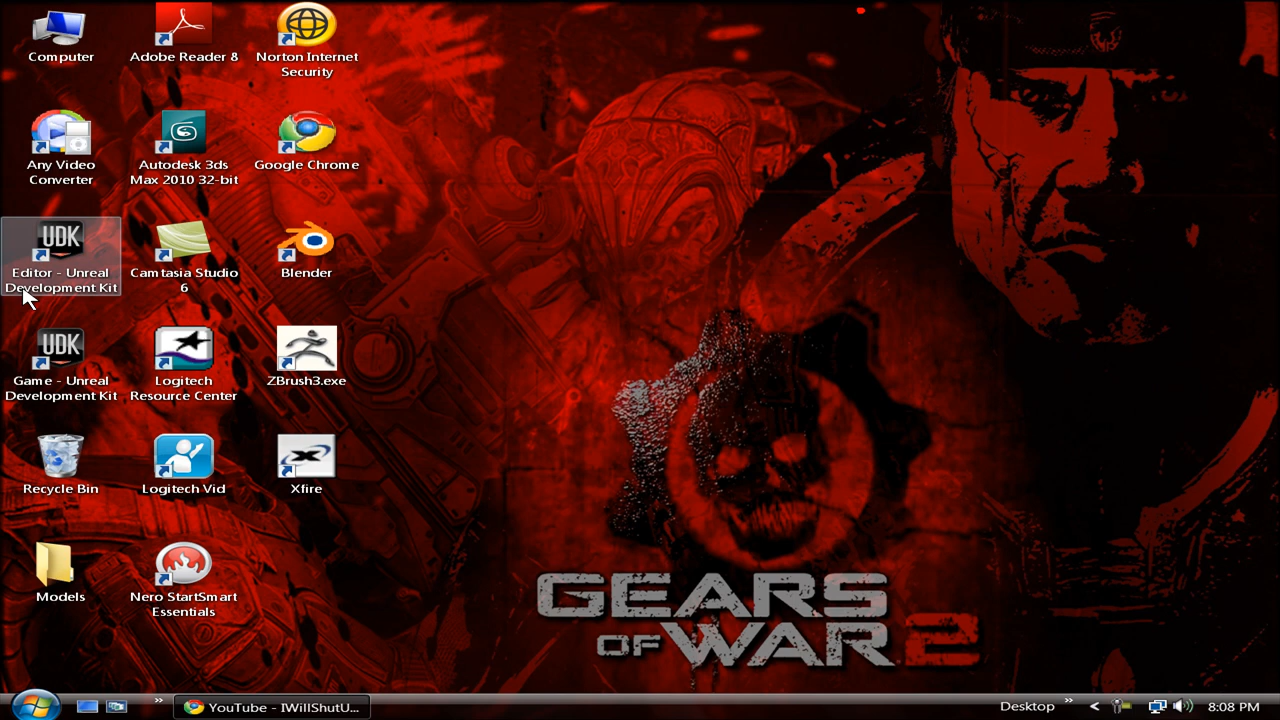 Computer
Adobe Reader 8
Norton Internet
Security
Any Video
Converter
Autodesk 3ds
Max 2010 32-bit
Google Chrome
UDK
Editor - Unreal
Development Kit
Camtasia Studio
6
Blender
UDK
Game - Unreal
Development Kit
Logitech
Resource Center
ZBrush3.exe
Recycle Bin
Logitech Vid
Xfire
Models
Nero StartSmart
Essentials
GEARS
OF WAR 2
YouTube - IWillShutU...
Desktop
8:08 PM